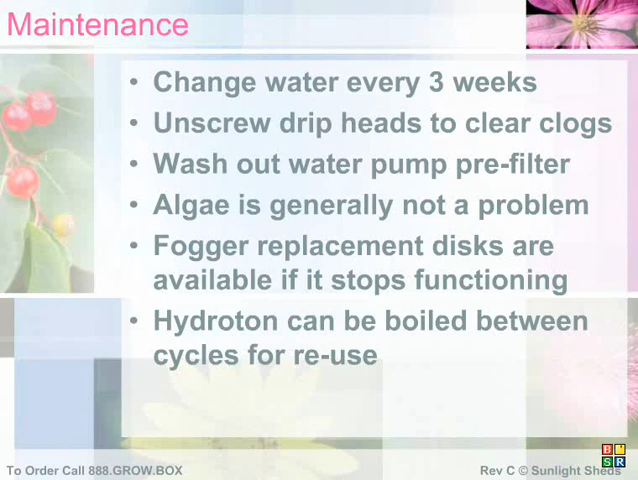 Maintenance
• Change water every 3 weeks
• Unscrew drip heads to clear clogs
• Wash out water pump pre-filter
• Algae is generally not a problem
• Fogger replacement disks are
available if it stops functioning
• Hydroton can be boiled between
cycles for re-use
To Order Call 888.GROW.BOX
Rev C © Sunlight Sheds
B
S R